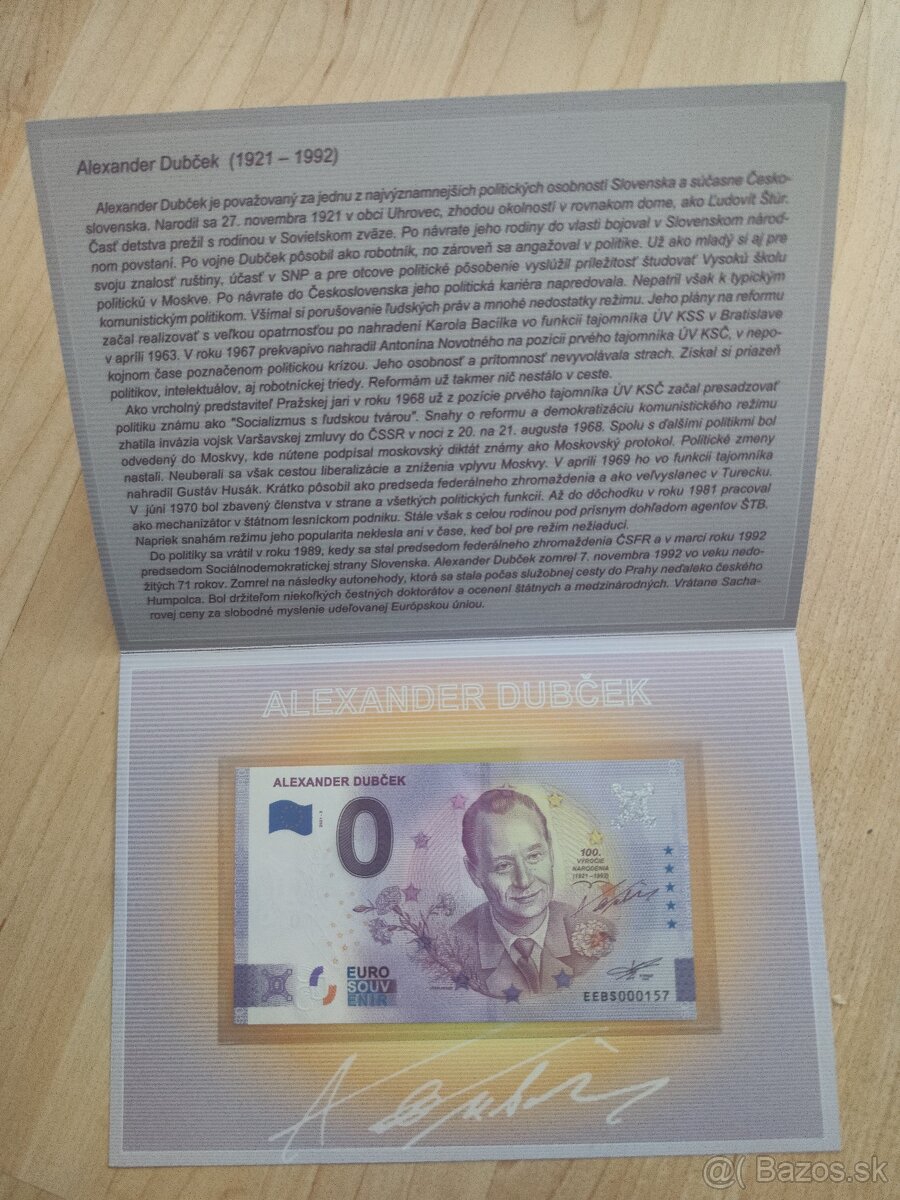 Alexander Dubček (1921 – 1992)
Alexander Dubček je považovaný za jednu z najvýznamnejších politických osobností Slovenska a súčasne Česko-
slovenska. Narodil sa 27. novembra 1921 v obci Uhrovec, zhodou okolností v rovnakom dome, ako Ľudovít Štúr.
Časť detstva prežil s rodinou v Sovietskom zväze. Po návrate jeho rodiny do vlasti bojoval v Slovenskom národ-
nom povstaní. Po vojne Dubček pôsobil ako robotník, no zároveň sa angažoval v politike. Už ako mladý si aj pre
svoju znalosť ruštiny, účasť v SNP a pre otcove politické pôsobenie vyslúžil príležitosť študovať Vysokú školu
politickú v Moskve. Po návrate do Československa jeho politická kariéra napredovala. Nepatril však k typickým
komunistickým politikom. Všímal si porušovanie ľudských práv a mnohé nedostatky režimu. Jeho plány na reformu
začal realizovať s veľkou opatrnosťou po nahradení Karola Bacílka vo funkcii tajomníka ÚV KSS v Bratislave
v apríli 1963. V roku 1967 prekvapivo nahradil Antonína Novotného na pozícii prvého tajomníka ÚV KSČ, v nepo-
kojnom čase poznačenom politickou krízou. Jeho osobnosť a prítomnosť nevyvolávala strach. Získal si priazeň
politikov, intelektuálov, aj robotníckej triedy. Reformám už takmer nič nestálo v ceste.
Ako vrcholný predstaviteľ Pražskej jari v roku 1968 už z pozície prvého tajomníka ÚV KSČ začal presadzovať
politiku známu ako "Socializmus s ľudskou tvárou". Snahy o reformu a demokratizáciu komunistického režimu
zhatila invázia vojsk Varšavskej zmluvy do ČSSR v noci z 20. na 21. augusta 1968. Spolu s ďalšími politikmi bol
odvedený do Moskvy, kde nútene podpísal moskovský diktát známy ako Moskovský protokol. Politické zmeny
nastali. Neuberali sa však cestou liberalizácie a zníženia vplyvu Moskvy. V apríli 1969 ho vo funkcii tajomníka
nahradil Gustáv Husák. Krátko pôsobil ako predseda federálneho zhromaždenia a ako veľvyslanec v Turecku.
V júni 1970 bol zbavený členstva v strane a všetkých politických funkcií. Až do dôchodku v roku 1981 pracoval
ako mechanizátor v štátnom lesníckom podniku. Stále však s celou rodinou pod prísnym dohľadom agentov ŠTB.
Napriek snahám režimu jeho popularita neklesla ani v čase, keď bol pre režim nežiaduci.
Do politiky sa vrátil v roku 1989, kedy sa stal predsedom federálneho zhromaždenia ČSFR a v marci roku 1992
predsedom Sociálnodemokratickej strany Slovenska. Alexander Dubček zomrel 7. novembra 1992 vo veku nedo-
žitých 71 rokov. Zomrel na následky autonehody, ktorá sa stala počas služobnej cesty do Prahy neďaleko českého
Humpolca. Bol držiteľom niekoľkých čestných doktorátov a ocenení štátnych a medzinárodných. Vrátane Sacha-
rovej ceny za slobodné myslenie udeľovanej Európskou úniou.
ALEXANDER DUBČEK
ALEXANDER DUBČEK
0
100.
VÝROČIE
NARODENIA
(1921 – 1992)
EURO
SOUV
ENIR
EEBS000157
@( Bazos.sk